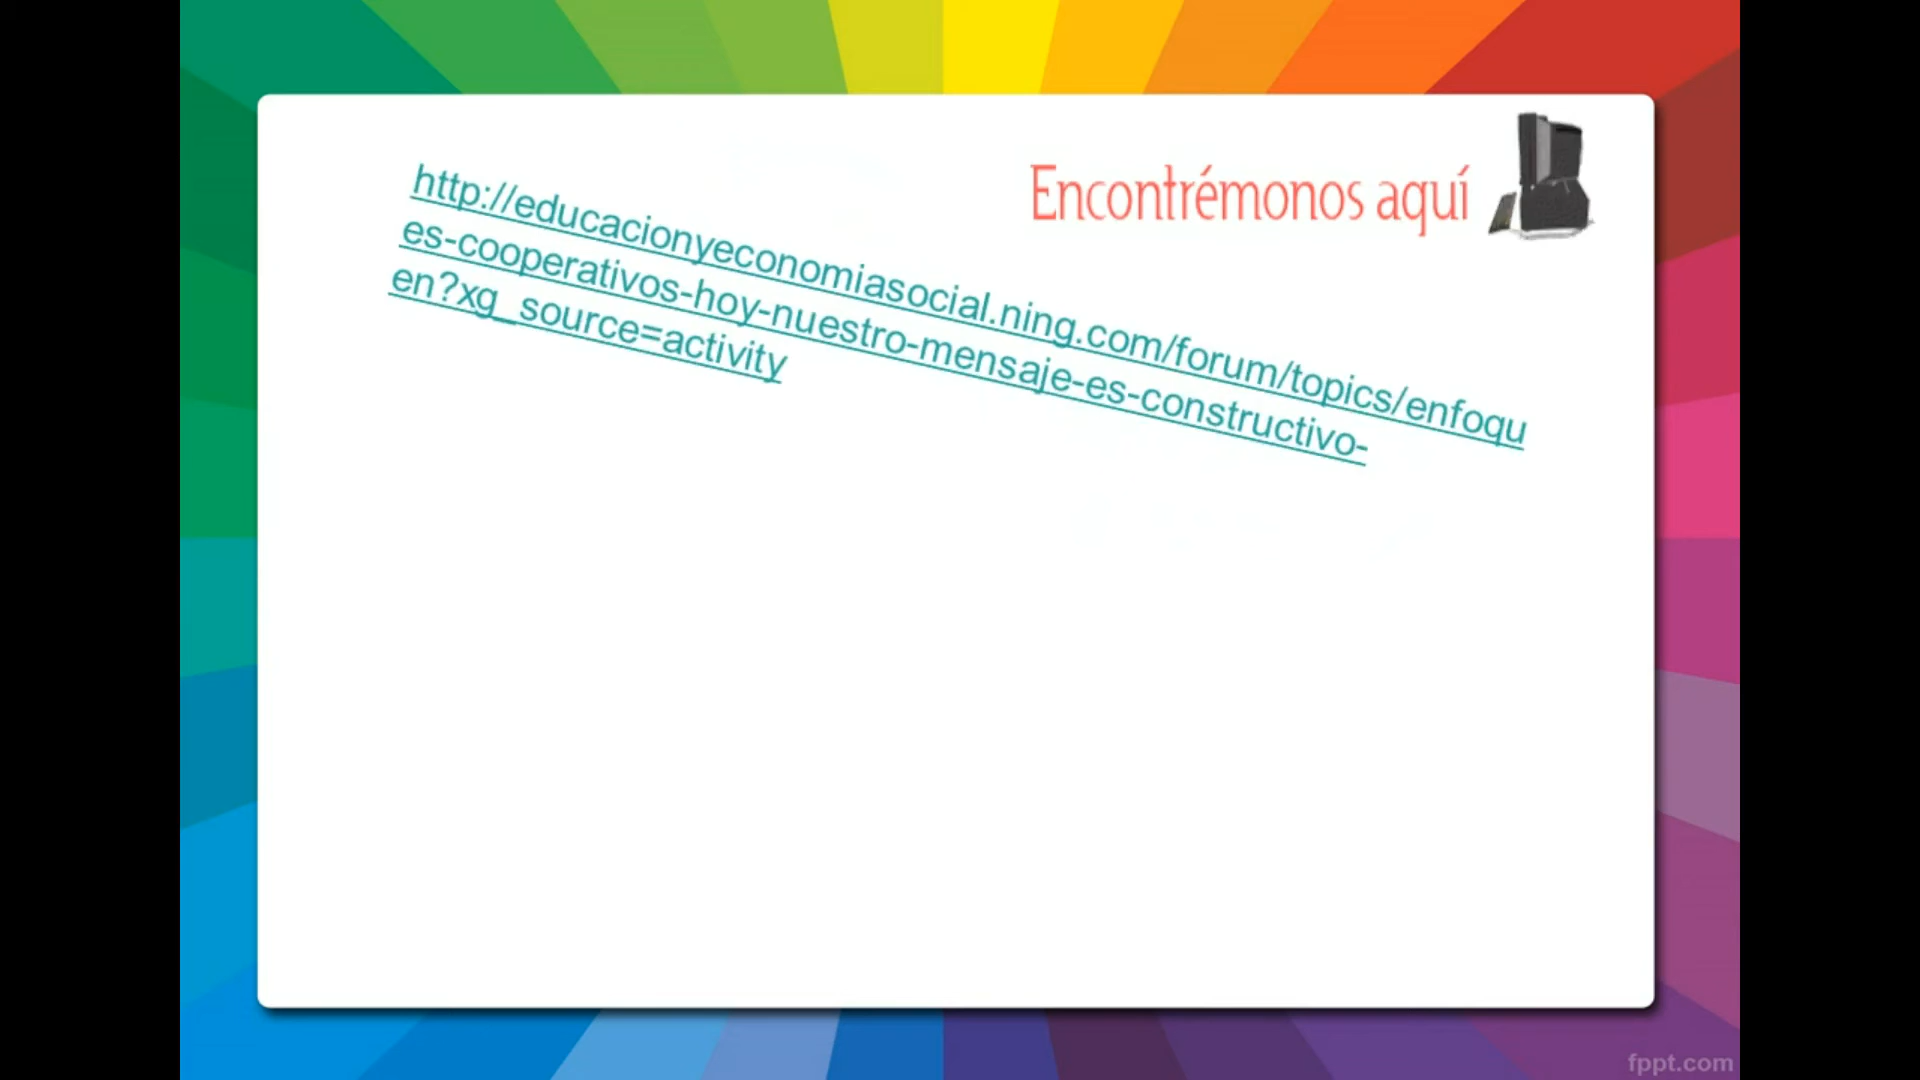 Encontrémonos aquí
http://educacionyeconomiasocial.ning.com/forum/topics/enfoqu
es-cooperativos-hoy-nuestro-mensaje-es-constructivo-
en?xg_source=activity
fppt.com